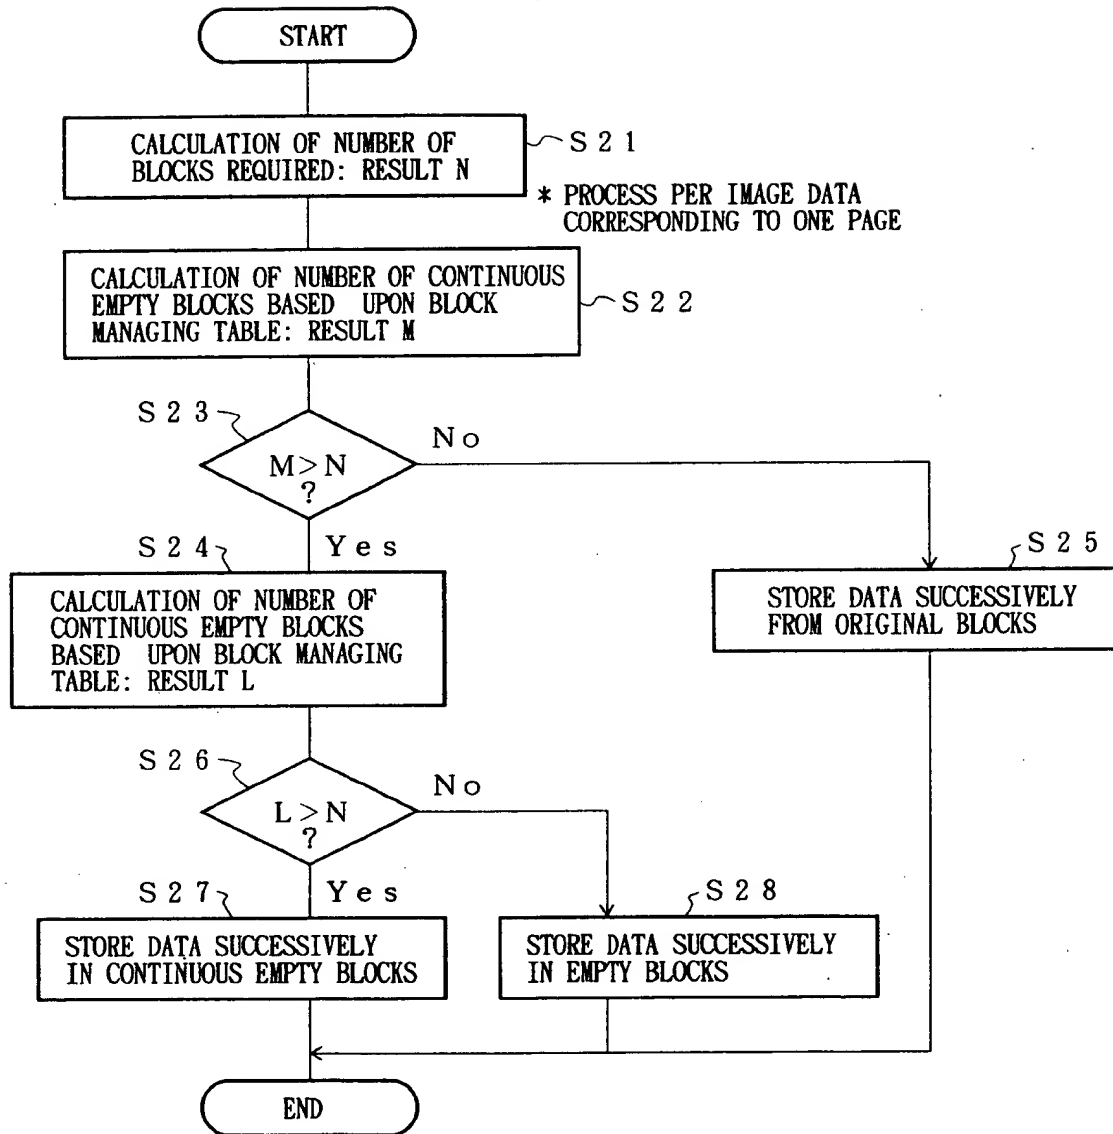 START
CALCULATION OF NUMBER OF
BLOCKS REQUIRED: RESULT N
S21
* PROCESS PER IMAGE DATA
CORRESPONDING TO ONE PAGE
CALCULATION OF NUMBER OF CONTINUOUS
EMPTY BLOCKS BASED UPON BLOCK
MANAGING TABLE: RESULT M
S22
S23
M>N
?
No
Yes
S24
CALCULATION OF NUMBER OF
CONTINUOUS EMPTY BLOCKS
BASED UPON BLOCK MANAGING
TABLE: RESULT L
S25
STORE DATA SUCCESSIVELY
FROM ORIGINAL BLOCKS
S26
L>N
?
No
Yes
S27
STORE DATA SUCCESSIVELY
IN CONTINUOUS EMPTY BLOCKS
S28
STORE DATA SUCCESSIVELY
IN EMPTY BLOCKS
END